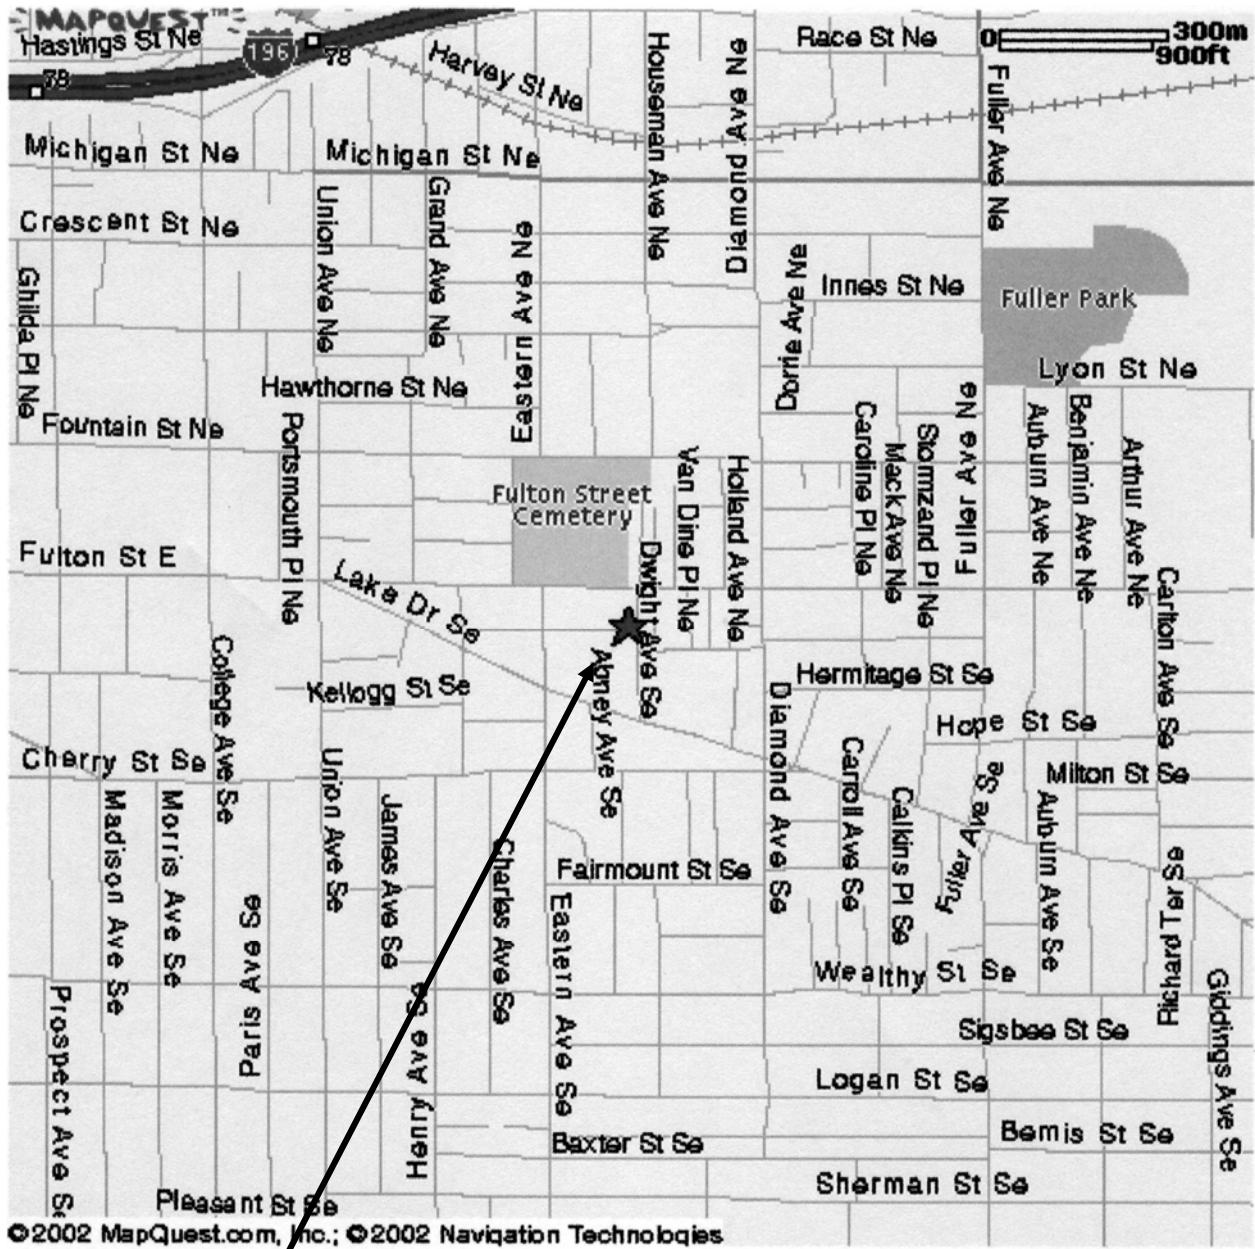 MAPQUEST™
Hastings St Ne
196
78
78
Harvey St Ne
Houseman Ave Ne
Diamond Ave Ne
Race St Ne
0
300m
900ft
Fuller Ave Ne
Michigan St Ne
Michigan St Ne
Crescent St Ne
Union Ave Ne
Grand Ave Ne
Eastern Ave Ne
Ghilda Pl Ne
Dorrie Ave Ne
Innes St Ne
Fuller Park
Lyon St Ne
Hawthorne St Ne
Fountain St Ne
Portsmouth Pl Ne
Fulton Street
Cemetery
Van Dine Pl Ne
Holland Ave Ne
Caroline Pl Ne
Mack Ave Ne
Stormzand Pl Ne
Fuller Ave Ne
Auburn Ave Ne
Benjamin Ave Ne
Arthur Ave Ne
Fulton St E
Lake Dr Se
Dwight Ave Se
Carlton Ave Se
College Ave Se
Kellogg St Se
Abney Ave Se
Hermitage St Se
Diamond Ave Se
Hope St Se
Cherry St Se
Milton St Se
Madison Ave Se
Morris Ave Se
Union Ave Se
James Ave Se
Charles Ave Se
Carroll Ave Se
Calkins Pl Se
Fuller Ave Se
Auburn Ave Se
Richard Ter Se
Fairmount St Se
Eastern Ave Se
Paris Ave Se
Wealthy St Se
Prospect Ave Se
Henry Ave Se
Sigsbee St Se
Giddings Ave Se
Logan St Se
Baxter St Se
Bemis St Se
Sherman St Se
Pleasant St Se
©2002 MapQuest.com, Inc.; ©2002 Navigation Technologies